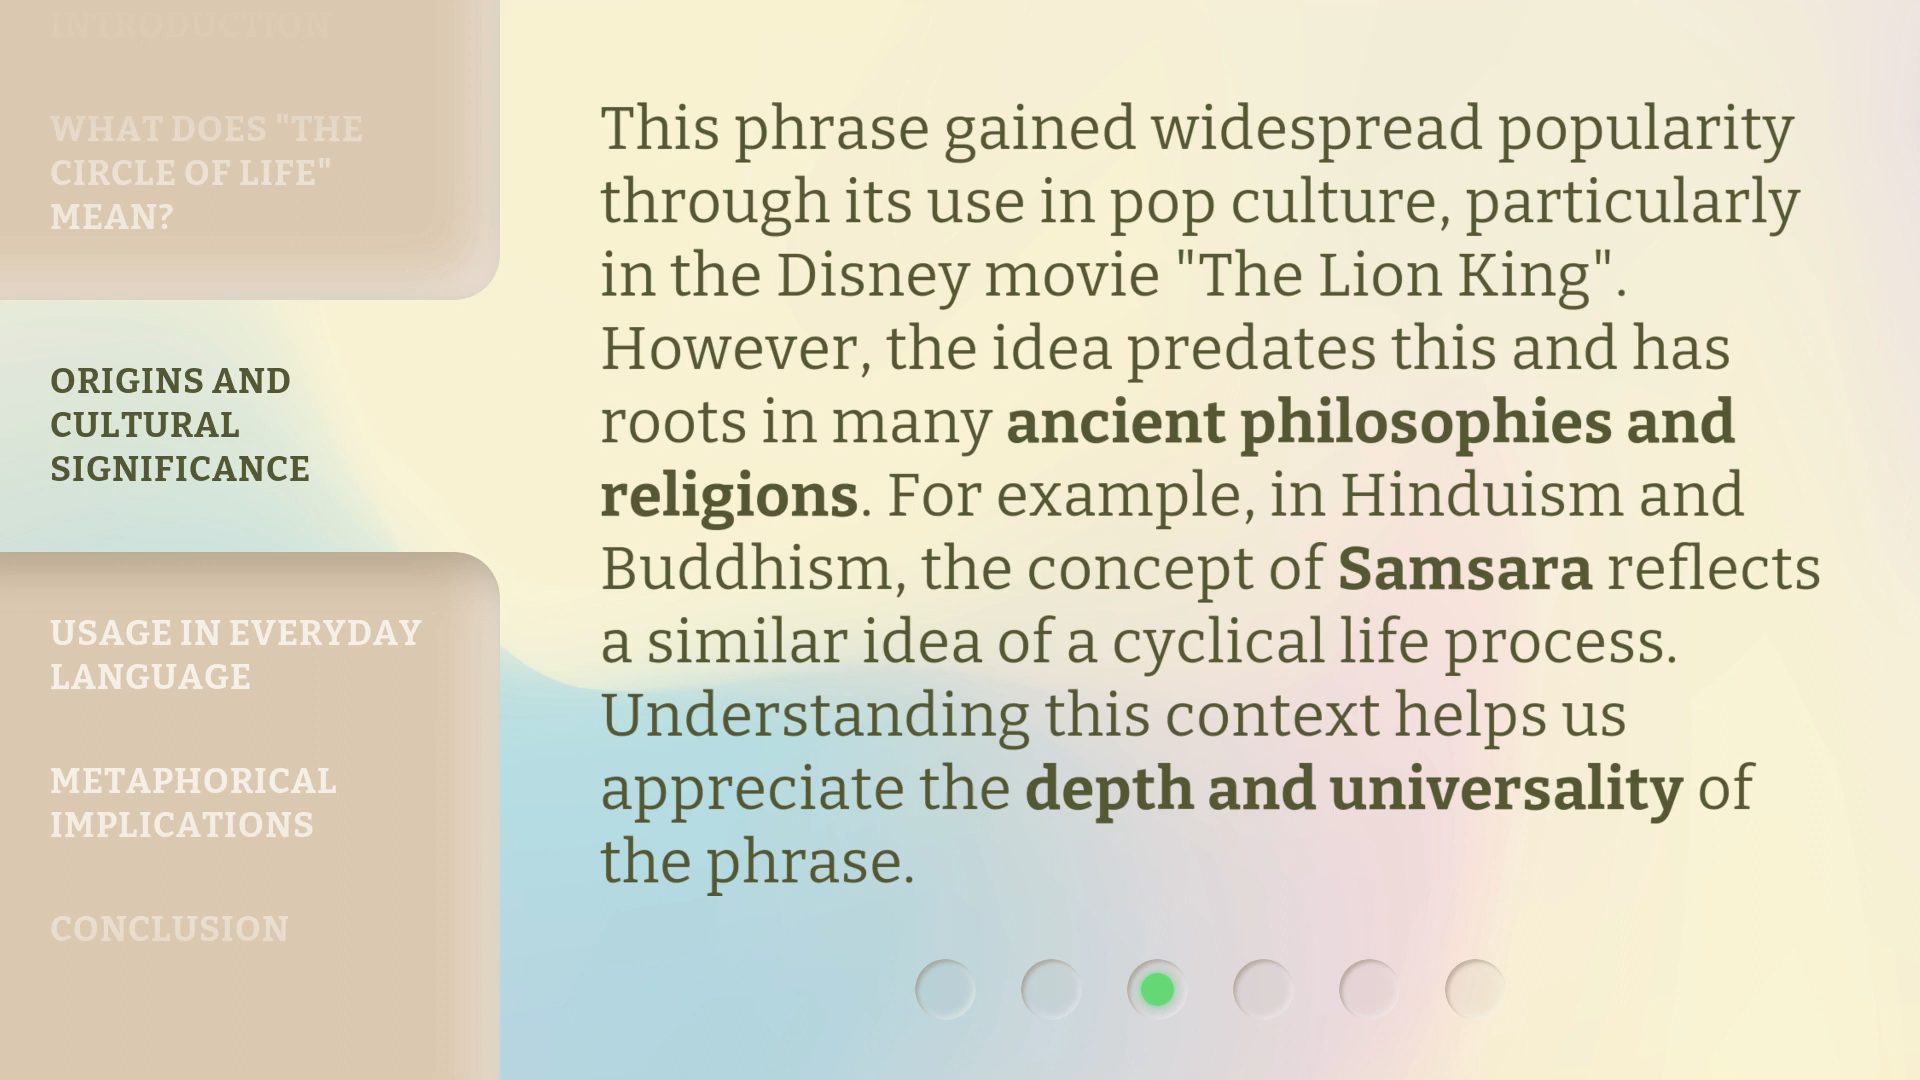 INTRODUCTION
WHAT DOES "THE
CIRCLE OF LIFE"
MEAN?
ORIGINS AND
CULTURAL
SIGNIFICANCE
USAGE IN EVERYDAY
LANGUAGE
METAPHORICAL
IMPLICATIONS
CONCLUSION
This phrase gained widespread popularity
through its use in pop culture, particularly
in the Disney movie "The Lion King".
However, the idea predates this and has
roots in many ancient philosophies and
religions. For example, in Hinduism and
Buddhism, the concept of Samsara reflects
a similar idea of a cyclical life process.
Understanding this context helps us
appreciate the depth and universality of
the phrase.